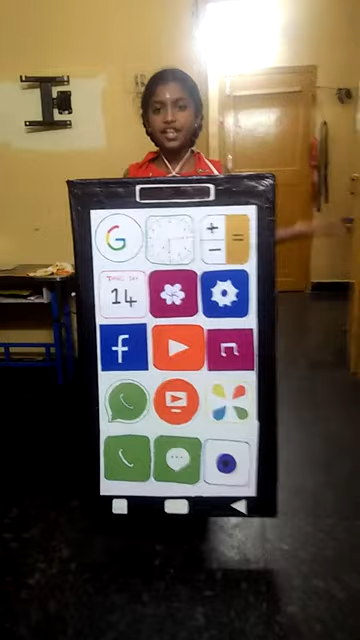 G
+
-
=
14
f